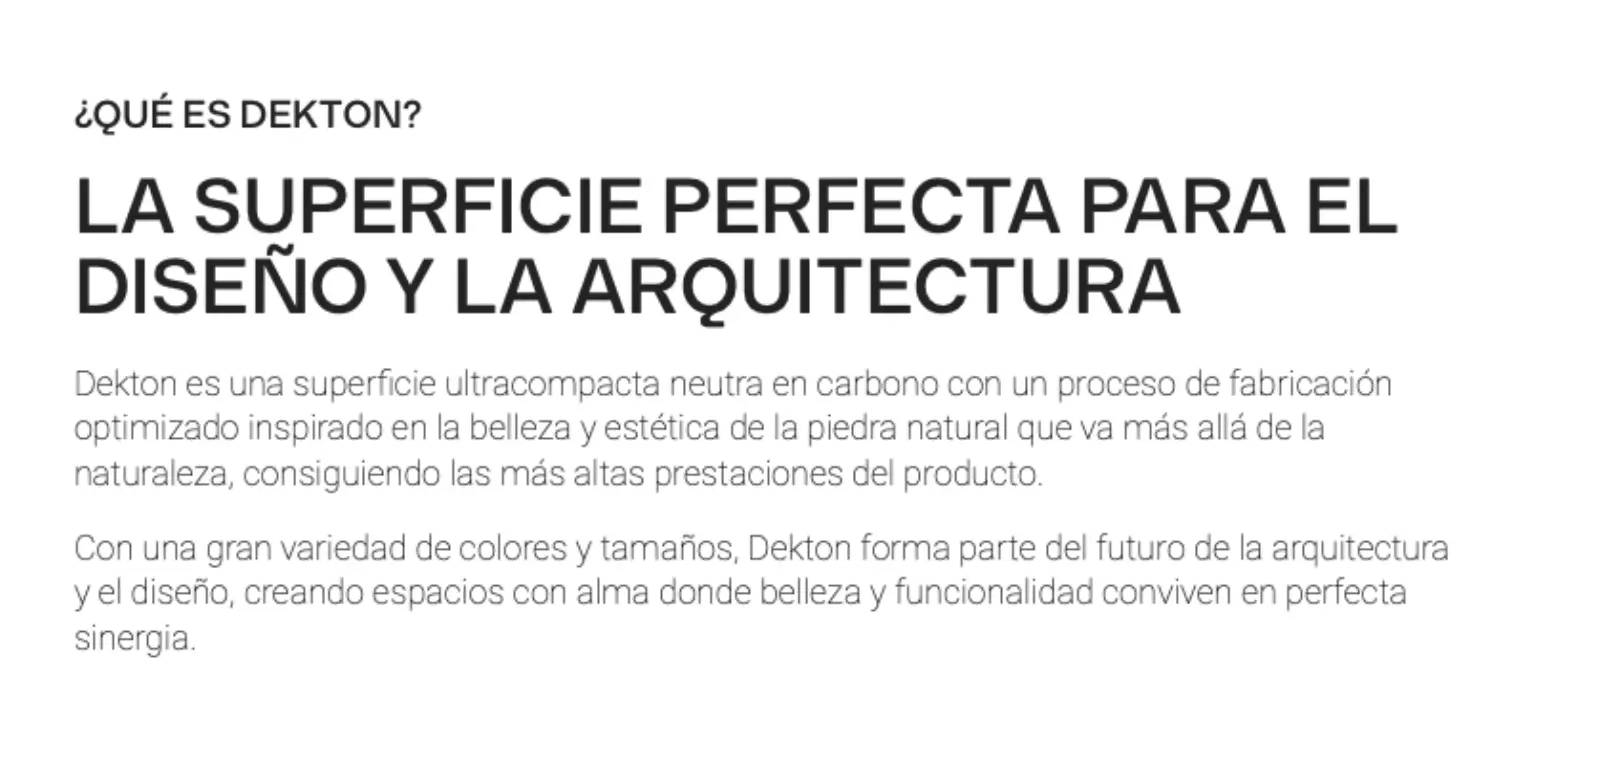 ¿QUÉ ES DEKTON?
LA SUPERFICIE PERFECTA PARA EL
DISEÑO Y LA ARQUITECTURA
Dekton es una superficie ultracompacta neutra en carbono con un proceso de fabricación
optimizado inspirado en la belleza y estética de la piedra natural que va más allá de la
naturaleza, consiguiendo las más altas prestaciones del producto.
Con una gran variedad de colores y tamaños, Dekton forma parte del futuro de la arquitectura
y el diseño, creando espacios con alma donde belleza y funcionalidad conviven en perfecta
sinergia.